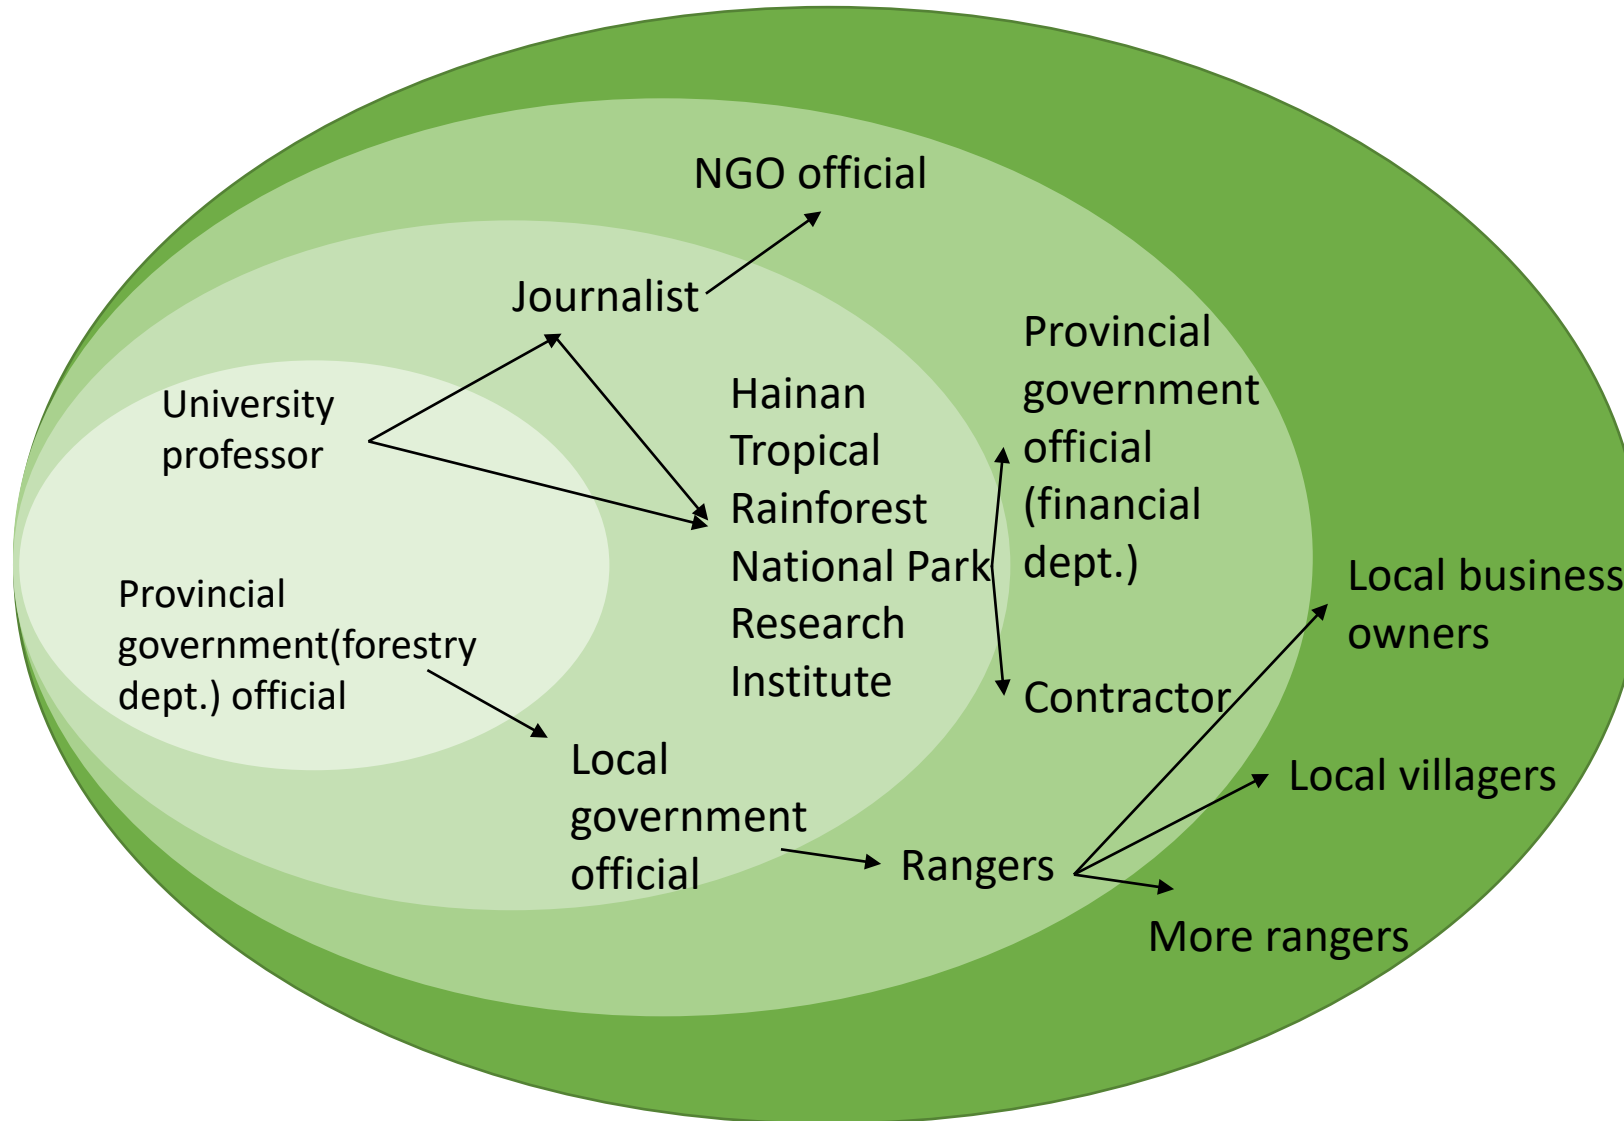 NGO official
Journalist
University
professor
Hainan
Tropical
Rainforest
National Park
Research
Institute
Provincial
government
official
(financial
dept.)
Contractor
Provincial
government(forestry
dept.) official
Local
government
official
Rangers
Local business
owners
Local villagers
More rangers